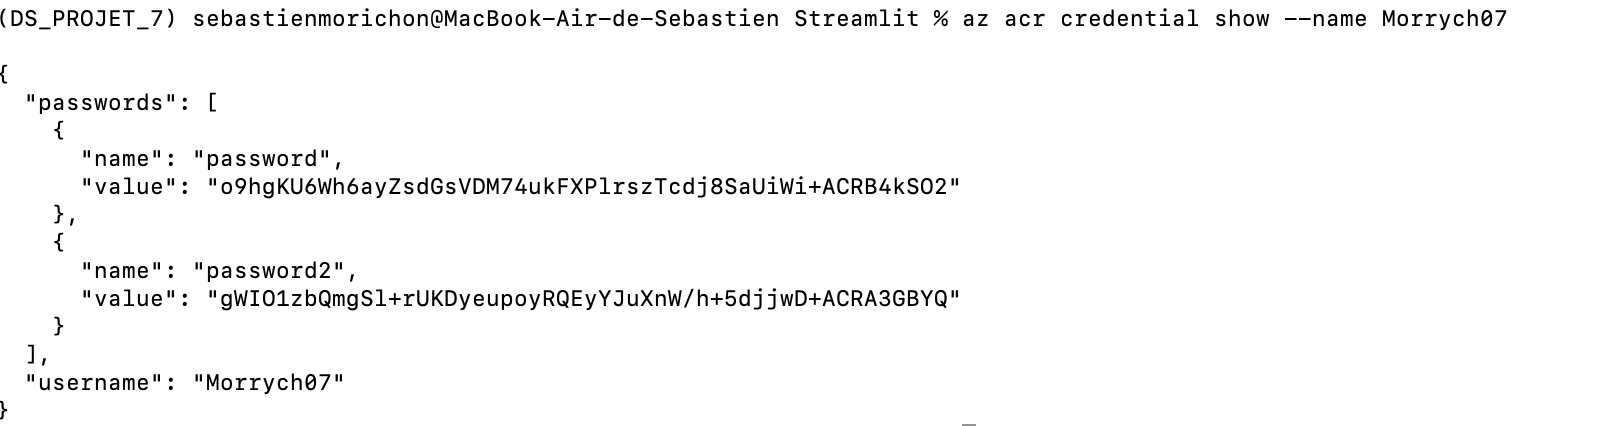 (DS_PROJET_7) sebastienmorichon@MacBook-Air-de-Sebastien Streamlit % az acr credential show --name Morrych07
{
"passwords": [
{
"name": "password",
"value": "o9hgKU6Wh6ayZsdGsVDM74ukFXPlrszTcdj8SaUiWi+ACRB4kSO2"
},
{
"name": "password2",
"value": "gWIO1zbQmgSl+rUKDyeupoyRQEyYJuXnW/h+5djjwD+ACRA3GBYQ"
}
],
"username": "Morrych07"
}